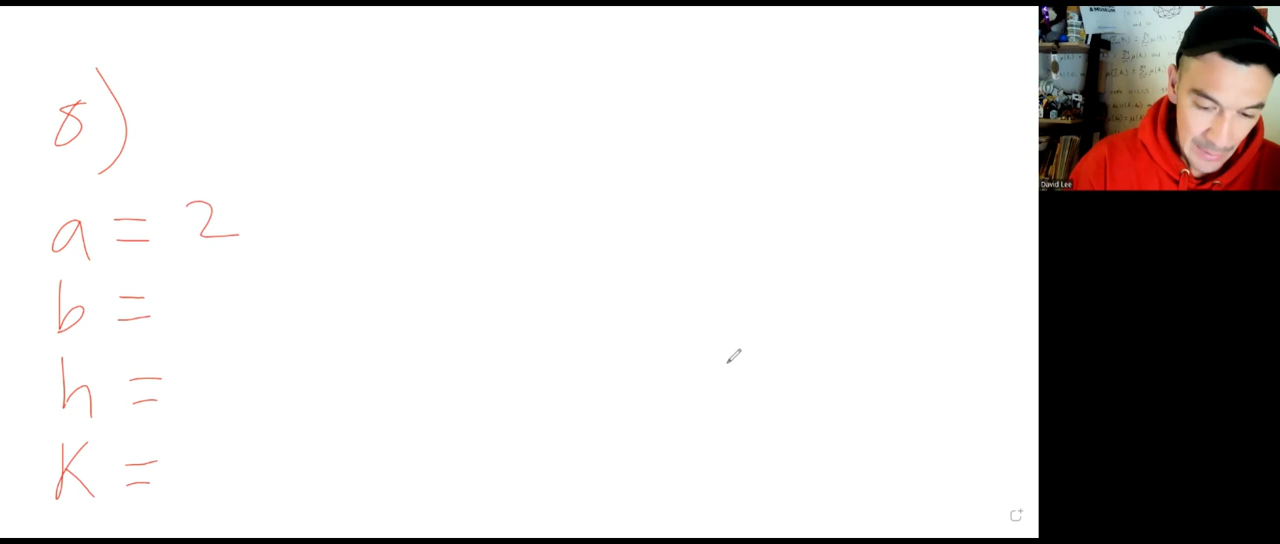 8)
a = 2
b =
h =
K =
David Lee